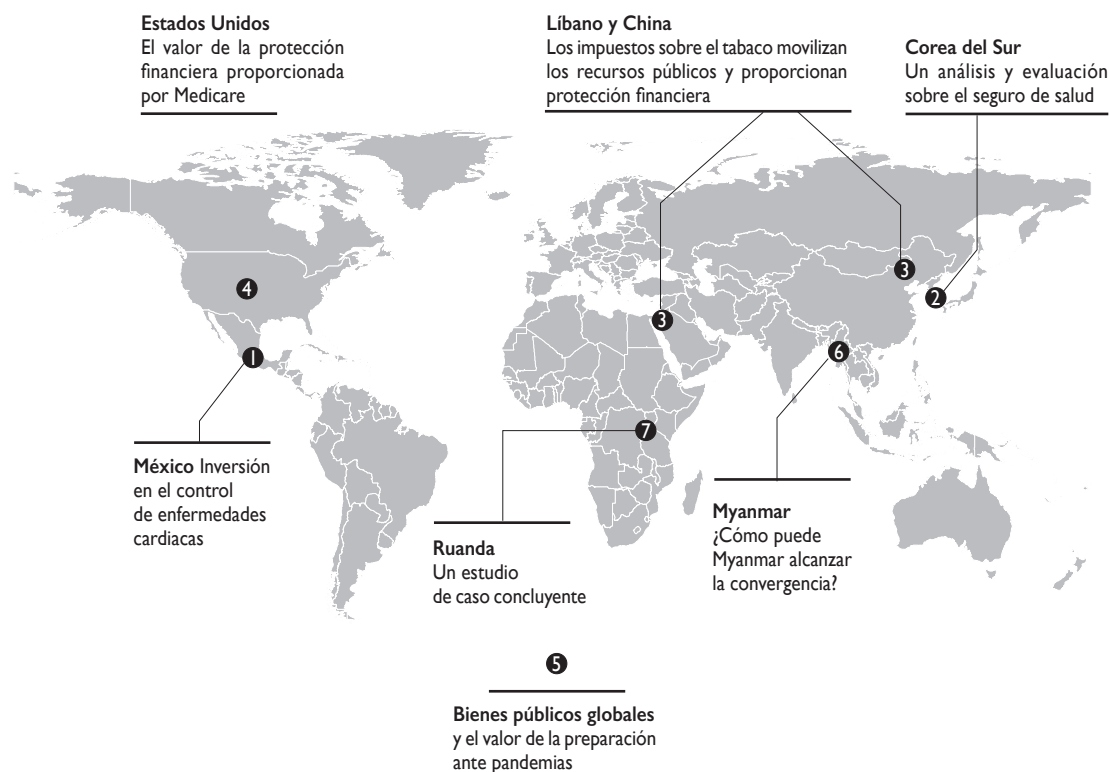 Estados Unidos
El valor de la protección
financiera proporcionada
por Medicare
Líbano y China
Los impuestos sobre el tabaco movilizan
los recursos públicos y proporcionan
protección financiera
Corea del Sur
Un análisis y evaluación
sobre el seguro de salud
4
1
3
3
2
6
7
México Inversión
en el control
de enfermedades
cardiacas
Ruanda
Un estudio
de caso concluyente
Myanmar
¿Cómo puede
Myanmar alcanzar
la convergencia?
5
Bienes públicos globales
y el valor de la preparación
ante pandemias